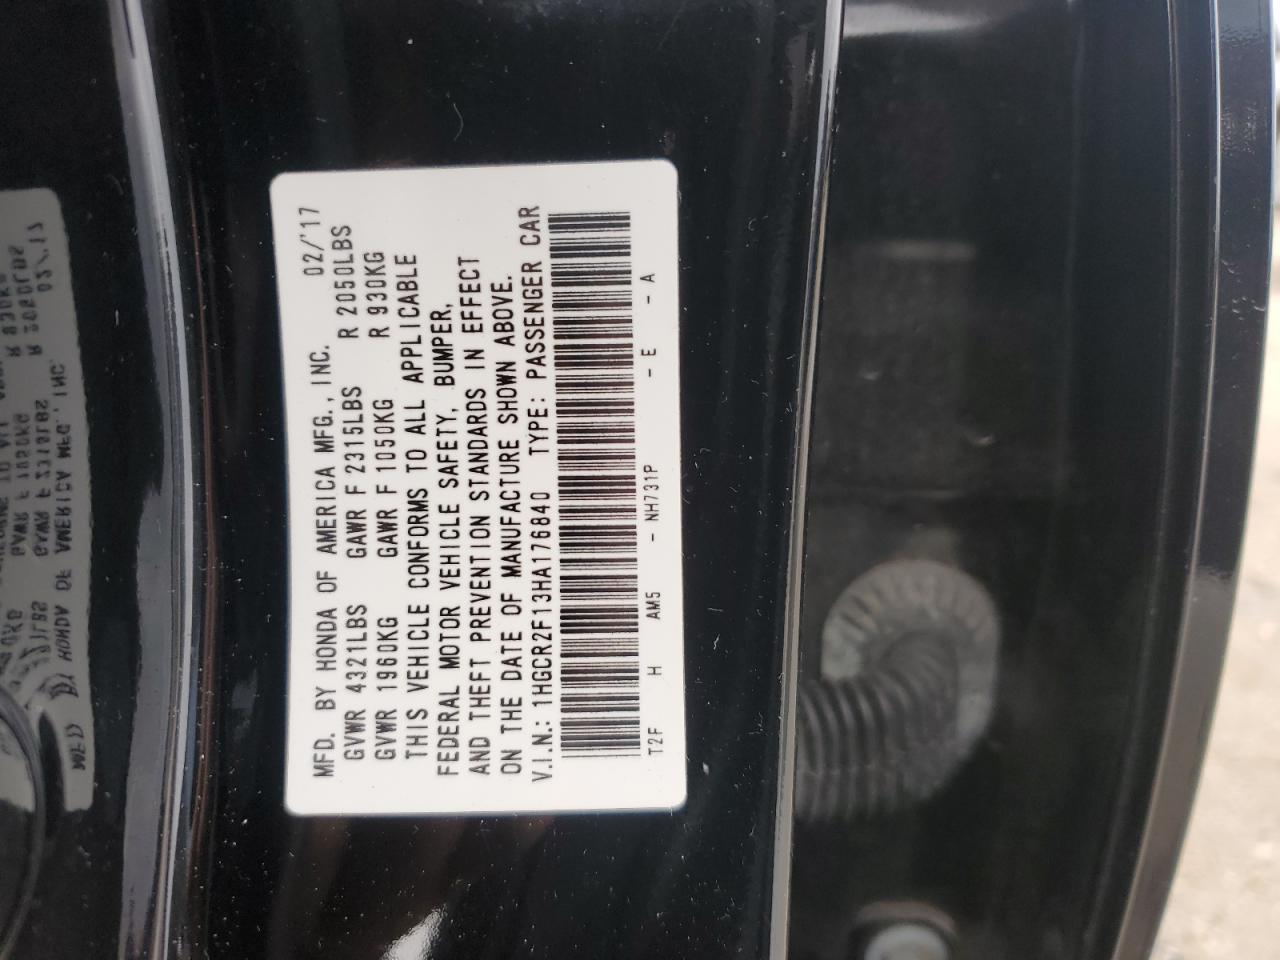 MFD. BY HONDA OF AMERICA MFG., INC. 02/'17
GVWR 4321LBS GAWR F 2315LBS R 2050LBS
GVWR 1960KG GAWR F 1050KG R 930KG
THIS VEHICLE CONFORMS TO ALL APPLICABLE
FEDERAL MOTOR VEHICLE SAFETY, BUMPER,
AND THEFT PREVENTION STANDARDS IN EFFECT
ON THE DATE OF MANUFACTURE SHOWN ABOVE.
V.I.N.: 1HGCR2F13HA176840 TYPE: PASSENGER CAR
T2F H AM5 - NH731P - E - A